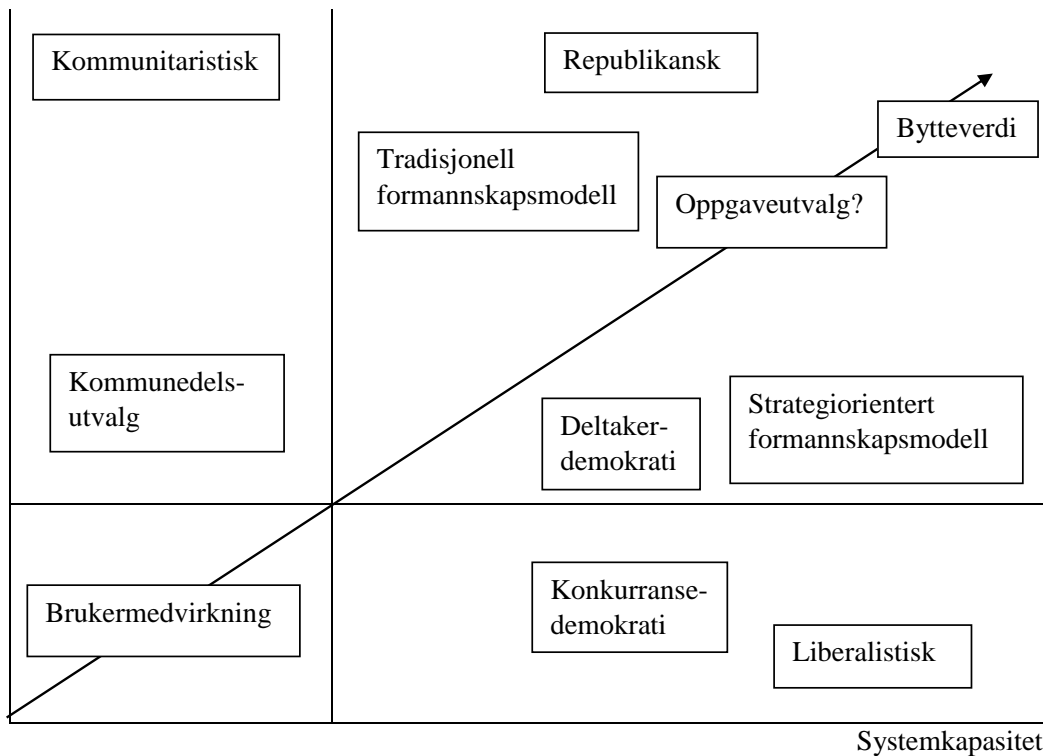 Kommunitaristisk
Republikansk
Bytteverdi
Tradisjonell
formannskapsmodell
Oppgaveutvalg?
Kommunedels-
utvalg
Deltaker-
demokrati
Strategiorientert
formannskapsmodell
Brukermedvirkning
Konkurranse-
demokrati
Liberalistisk
Systemkapasitet